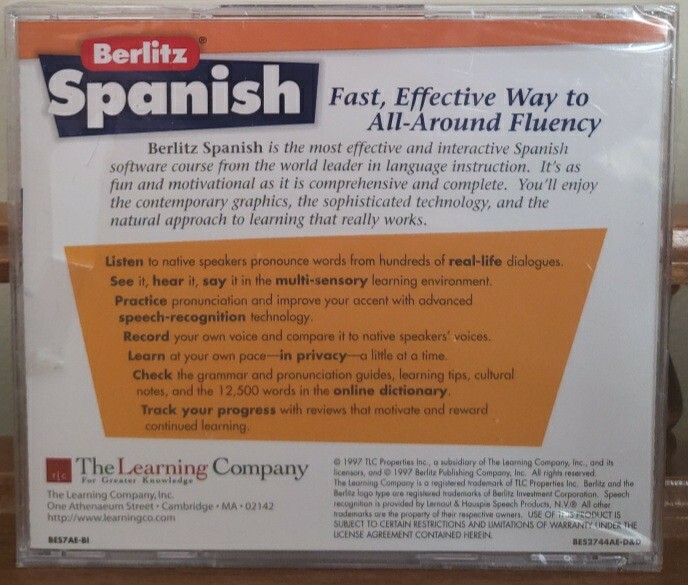 Berlitz®
Spanish
Fast, Effective Way to
All-Around Fluency
Berlitz Spanish is the most effective and interactive Spanish
software course from the world leader in language instruction. It's as
fun and motivational as it is comprehensive and complete. You'll enjoy
the contemporary graphics, the sophisticated technology, and the
natural approach to learning that really works.
Listen to native speakers pronounce words from hundreds of real-life dialogues.
See it, hear it, say it in the multi-sensory learning environment.
Practice pronunciation and improve your accent with advanced
speech-recognition technology.
Record your own voice and compare it to native speakers' voices.
Learn at your own pace—in privacy—a little at a time.
Check the grammar and pronunciation guides, learning tips, cultural
notes, and the 12,500 words in the online dictionary.
Track your progress with reviews that motivate and reward
continued learning.
tlc
The Learning Company
For Greater Knowledge
The Learning Company, Inc.
One Athenaeum Street • Cambridge • MA • 02142
http://www.learningco.com
BES7AE-BI
© 1997 TLC Properties Inc., a subsidiary of The Learning Company, Inc., and its
licensors, and © 1997 Berlitz Publishing Company, Inc. All rights reserved.
The Learning Company is a registered trademark of TLC Properties Inc. Berlitz and the
Berlitz logo type are registered trademarks of Berlitz Investment Corporation. Speech
recognition is provided by Lernout & Hauspie Speech Products, N.V.® All other
trademarks are the property of their respective owners. USE OF THIS PRODUCT IS
SUBJECT TO CERTAIN RESTRICTIONS AND LIMITATIONS OF WARRANTY UNDER THE
LICENSE AGREEMENT CONTAINED HEREIN.
BES2744AE-D&D